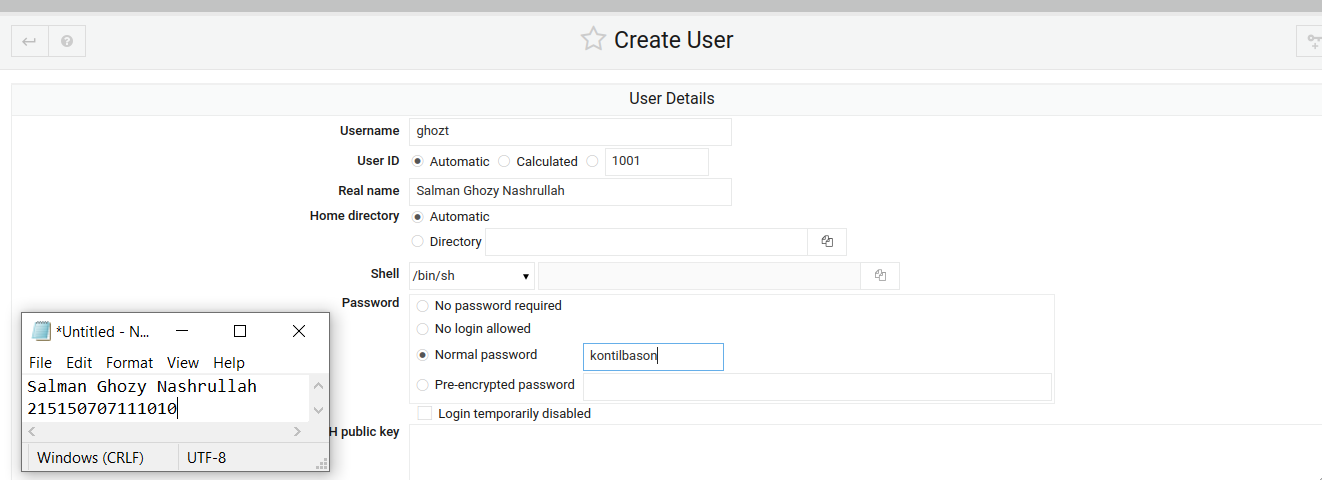 Create User
User Details
Username ghozt
User ID Automatic Calculated 1001
Real name Salman Ghozy Nashrullah
Home directory Automatic
Directory
Shell /bin/sh
Password No password required
No login allowed
Normal password kontilbason
Pre-encrypted password
Login temporarily disabled
H public key
*Untitled - N...
File Edit Format View Help
Salman Ghozy Nashrullah
215150707111010
Windows (CRLF) UTF-8